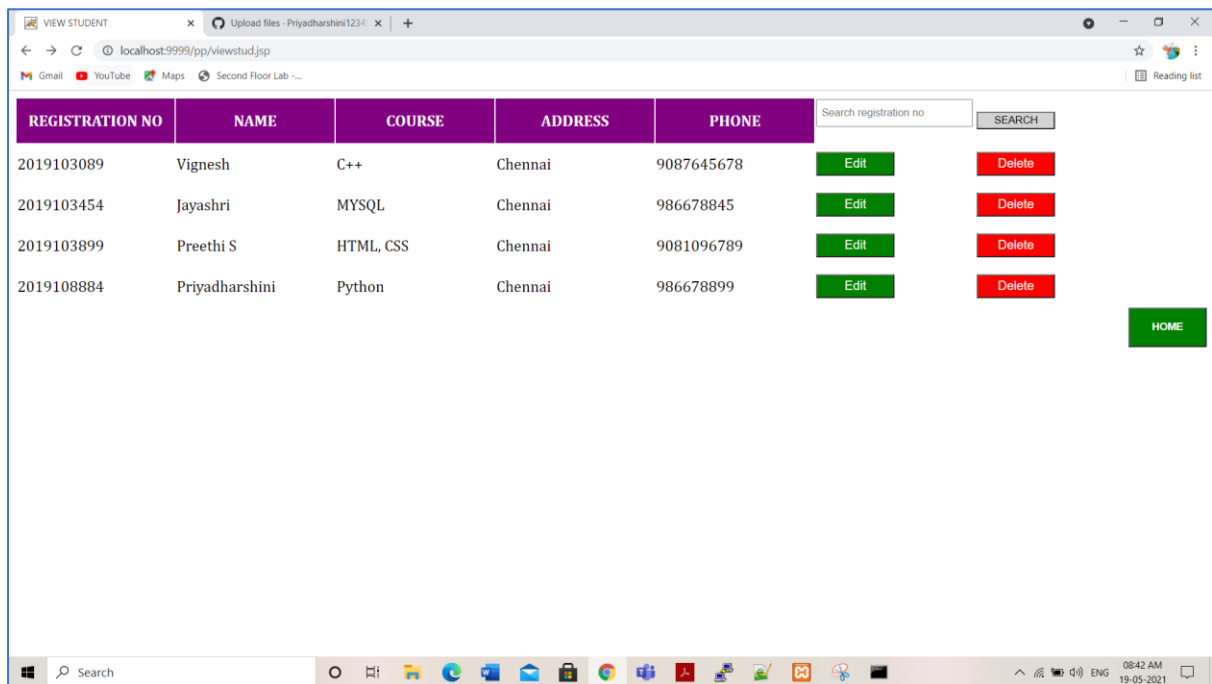 VIEW STUDENT Upload files · Priyadharshini1234
localhost:9999/pp/viewstud.jsp
Gmail YouTube Maps Second Floor Lab -... Reading list
REGISTRATION NO NAME COURSE ADDRESS PHONE Search registration no SEARCH
2019103089 Vignesh C++ Chennai 9087645678 Edit Delete
2019103454 Jayashri MYSQL Chennai 986678845 Edit Delete
2019103899 Preethi S HTML, CSS Chennai 9081096789 Edit Delete
2019108884 Priyadharshini Python Chennai 986678899 Edit Delete
HOME
Search ENG 08:42 AM
19-05-2021